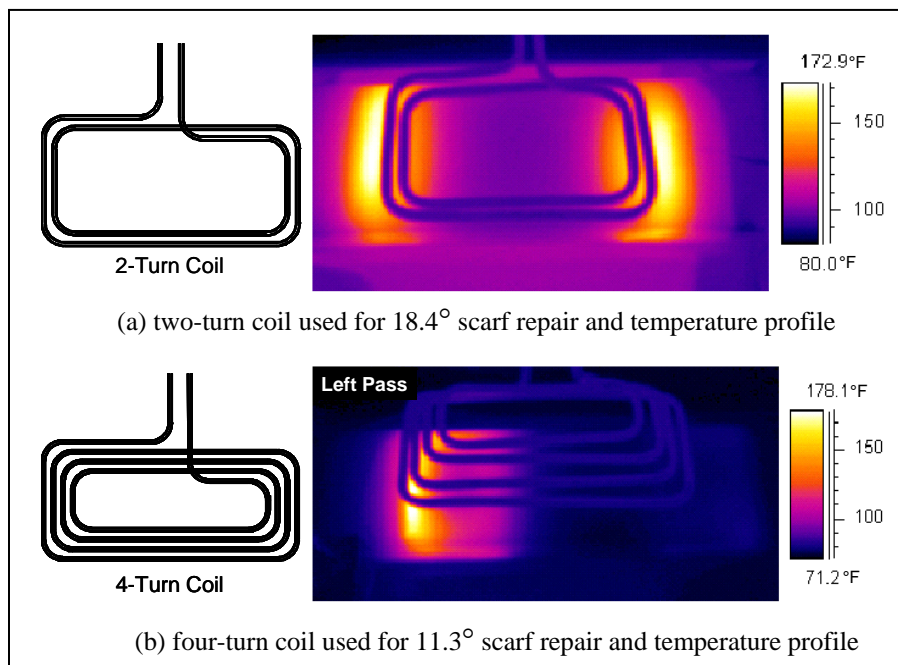 172.9°F
150
100
80.0°F
2-Turn Coil
(a) two-turn coil used for 18.4° scarf repair and temperature profile
Left Pass
178.1°F
150
100
71.2°F
4-Turn Coil
(b) four-turn coil used for 11.3° scarf repair and temperature profile